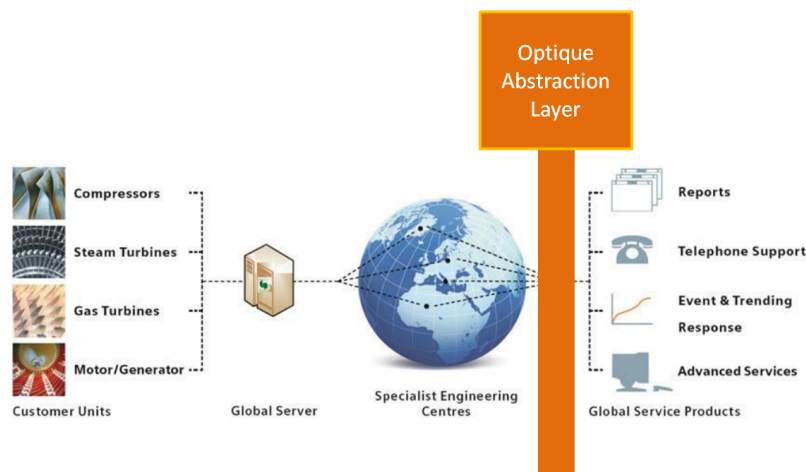 Optique
Abstraction
Layer
Compressors
Steam Turbines
Gas Turbines
Motor/Generator
Customer Units
Global Server
Specialist Engineering
Centres
Reports
Telephone Support
Event & Trending
Response
Advanced Services
Global Service Products